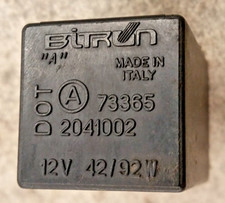 BITRON
"A"
MADE IN
ITALY
DOT
A
73365
2041002
12V 42/92W